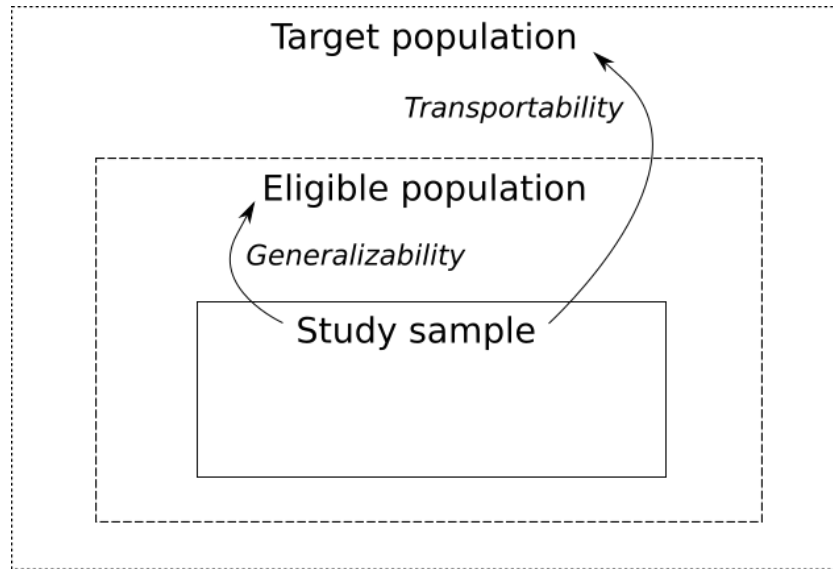 Target population
Transportability
Eligible population
Generalizability
Study sample